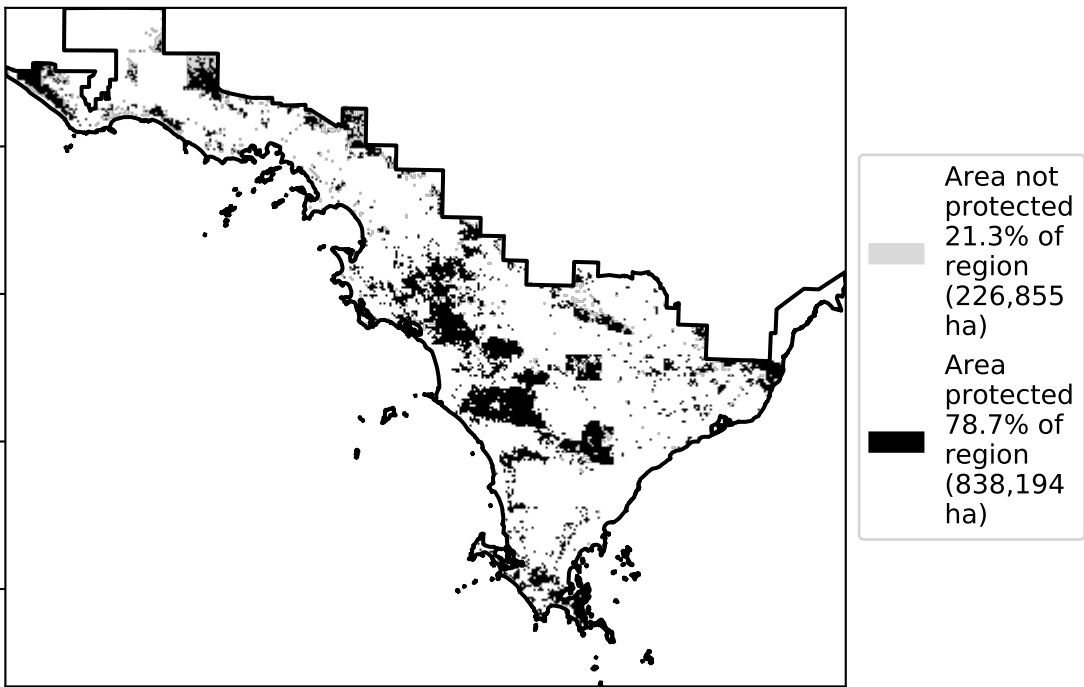 Area not
protected
21.3% of
region
(226,855
ha)
Area
protected
78.7% of
region
(838,194
ha)